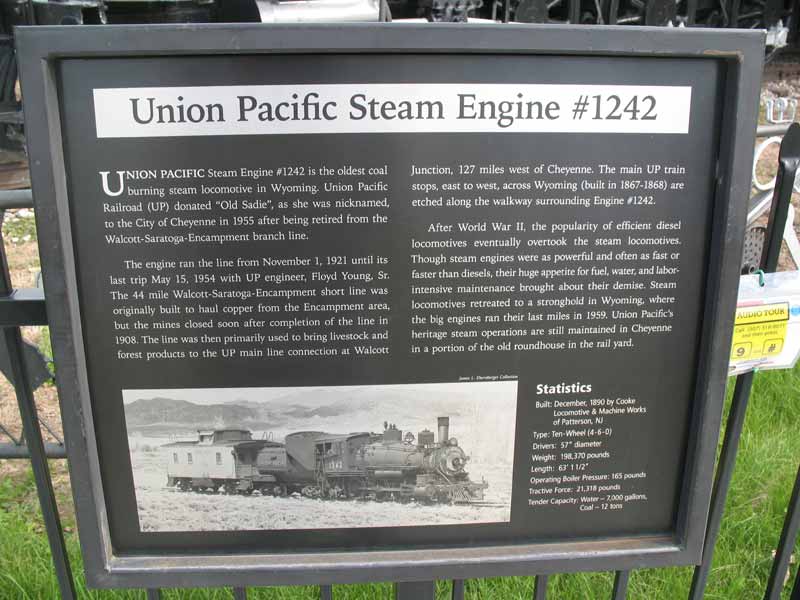 Union Pacific Steam Engine #1242
UNION PACIFIC Steam Engine #1242 is the oldest coal
burning steam locomotive in Wyoming. Union Pacific
Railroad (UP) donated "Old Sadie", as she was nicknamed,
to the City of Cheyenne in 1955 after being retired from the
Walcott-Saratoga-Encampment branch line.
The engine ran the line from November 1, 1921 until its
last trip May 15, 1954 with UP engineer, Floyd Young, Sr.
The 44 mile Walcott-Saratoga-Encampment short line was
originally built to haul copper from the Encampment area,
but the mines closed soon after completion of the line in
1908. The line was then primarily used to bring livestock and
forest products to the UP main line connection at Walcott
Junction, 127 miles west of Cheyenne. The main UP train
stops, east to west, across Wyoming (built in 1867-1868) are
etched along the walkway surrounding Engine #1242.
After World War II, the popularity of efficient diesel
locomotives eventually overtook the steam locomotives.
Though steam engines were as powerful and often as fast or
faster than diesels, their huge appetite for fuel, water, and labor-
intensive maintenance brought about their demise. Steam
locomotives retreated to a stronghold in Wyoming, where
the big engines ran their last miles in 1959. Union Pacific's
heritage steam operations are still maintained in Cheyenne
in a portion of the old roundhouse in the rail yard.
James L. Ehernberger Collection
1242
Statistics
Built: December, 1890 by Cooke
Locomotive & Machine Works
of Patterson, NJ
Type: Ten-Wheel (4-6-0)
Drivers: 57" diameter
Weight: 198,370 pounds
Length: 63' 1 1/2"
Operating Boiler Pressure: 165 pounds
Tractive Force: 21,318 pounds
Tender Capacity: Water – 7,000 gallons,
Coal – 12 tons
AUDIO TOUR
9 #